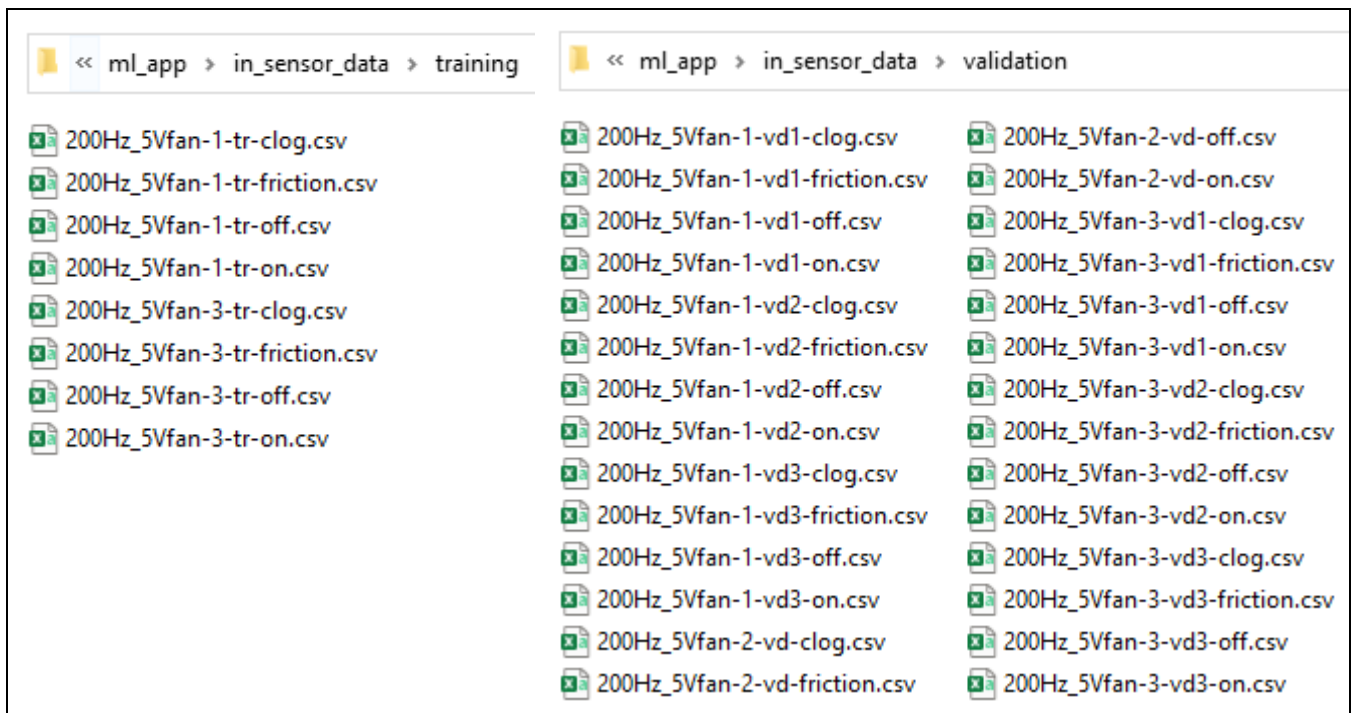 « ml_app > in_sensor_data > training
200Hz_5Vfan-1-tr-clog.csv
200Hz_5Vfan-1-tr-friction.csv
200Hz_5Vfan-1-tr-off.csv
200Hz_5Vfan-1-tr-on.csv
200Hz_5Vfan-3-tr-clog.csv
200Hz_5Vfan-3-tr-friction.csv
200Hz_5Vfan-3-tr-off.csv
200Hz_5Vfan-3-tr-on.csv
« ml_app > in_sensor_data > validation
200Hz_5Vfan-1-vd1-clog.csv
200Hz_5Vfan-1-vd1-friction.csv
200Hz_5Vfan-1-vd1-off.csv
200Hz_5Vfan-1-vd1-on.csv
200Hz_5Vfan-1-vd2-clog.csv
200Hz_5Vfan-1-vd2-friction.csv
200Hz_5Vfan-1-vd2-off.csv
200Hz_5Vfan-1-vd2-on.csv
200Hz_5Vfan-1-vd3-clog.csv
200Hz_5Vfan-1-vd3-friction.csv
200Hz_5Vfan-1-vd3-off.csv
200Hz_5Vfan-1-vd3-on.csv
200Hz_5Vfan-2-vd-clog.csv
200Hz_5Vfan-2-vd-friction.csv
200Hz_5Vfan-2-vd-off.csv
200Hz_5Vfan-2-vd-on.csv
200Hz_5Vfan-3-vd1-clog.csv
200Hz_5Vfan-3-vd1-friction.csv
200Hz_5Vfan-3-vd1-off.csv
200Hz_5Vfan-3-vd1-on.csv
200Hz_5Vfan-3-vd2-clog.csv
200Hz_5Vfan-3-vd2-friction.csv
200Hz_5Vfan-3-vd2-off.csv
200Hz_5Vfan-3-vd2-on.csv
200Hz_5Vfan-3-vd3-clog.csv
200Hz_5Vfan-3-vd3-friction.csv
200Hz_5Vfan-3-vd3-off.csv
200Hz_5Vfan-3-vd3-on.csv